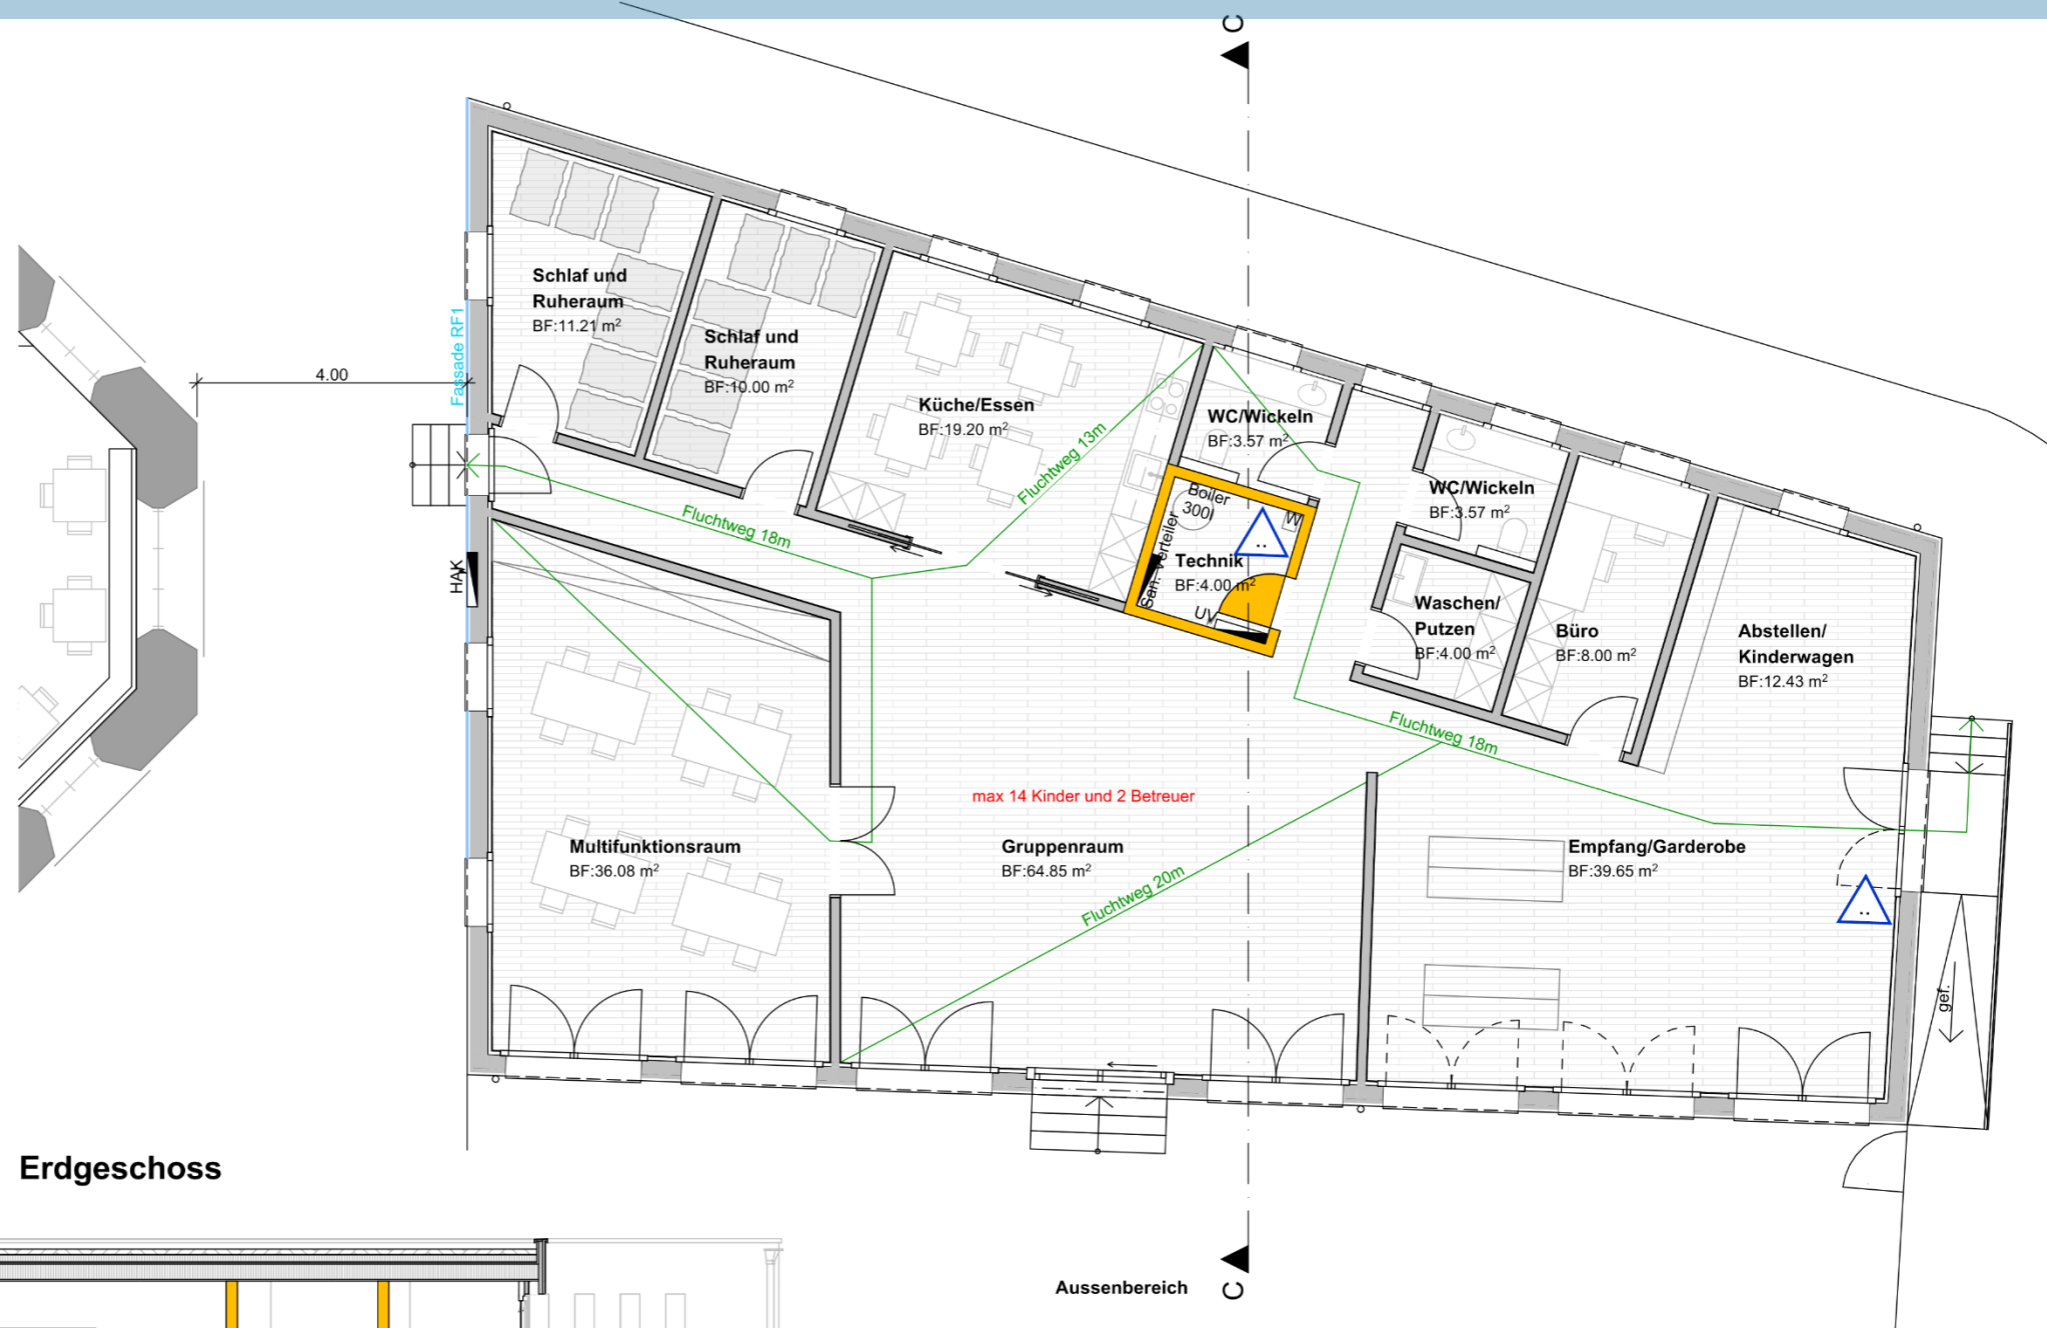 C
Schlaf und
Ruheraum
BF:11.21 m²
Schlaf und
Ruheraum
BF:10.00 m²
Fassade RF1
4.00
Küche/Essen
BF:19.20 m²
Fluchtweg 13m
WC/Wickeln
BF:3.57 m²
WC/Wickeln
BF:3.57 m²
Boiler
300l
W
San. Verteiler
Technik
BF:4.00 m²
UV
Fluchtweg 18m
HAK
Waschen/
Putzen
BF:4.00 m²
Büro
BF:8.00 m²
Abstellen/
Kinderwagen
BF:12.43 m²
Fluchtweg 18m
max 14 Kinder und 2 Betreuer
Multifunktionsraum
BF:36.08 m²
Gruppenraum
BF:64.85 m²
Fluchtweg 20m
Empfang/Garderobe
BF:39.65 m²
..
..
gef.
Erdgeschoss
Aussenbereich
C